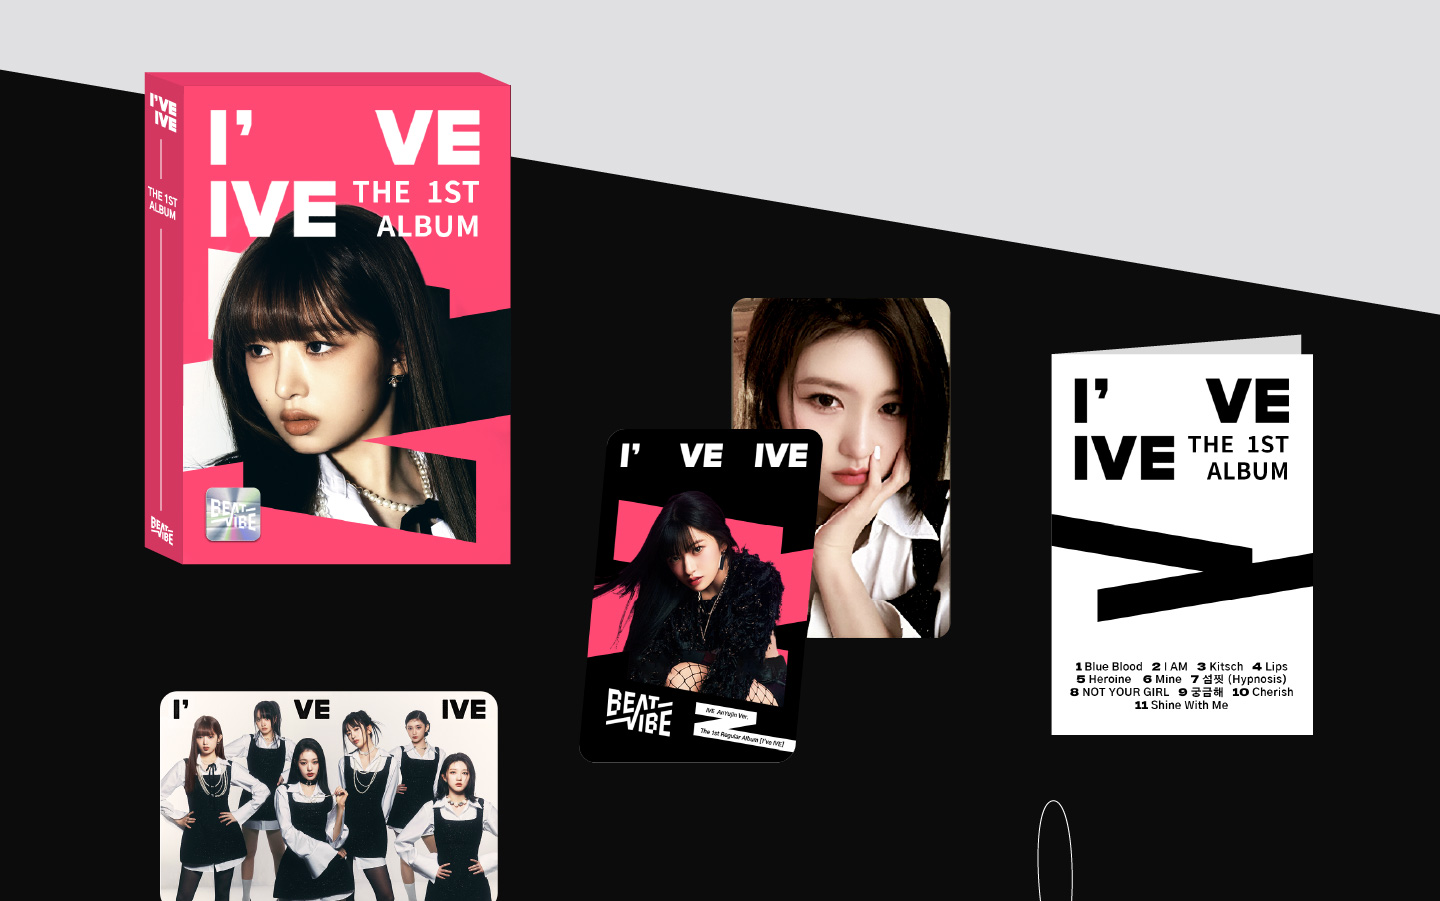 I'VE
IVE
THE 1ST
ALBUM
BEAT-
VIBE
I' VE
IVE THE 1ST
ALBUM
BEAT-
VIBE
I' VE IVE
BEAT-
VIBE
IVE AnYujin Ver.
The 1st Regular Album [I've IVE]
I' VE
IVE THE 1ST
ALBUM
1 Blue Blood 2 I AM 3 Kitsch 4 Lips
5 Heroine 6 Mine 7 섬찟 (Hypnosis)
8 NOT YOUR GIRL 9 궁금해 10 Cherish
11 Shine With Me
I' VE IVE